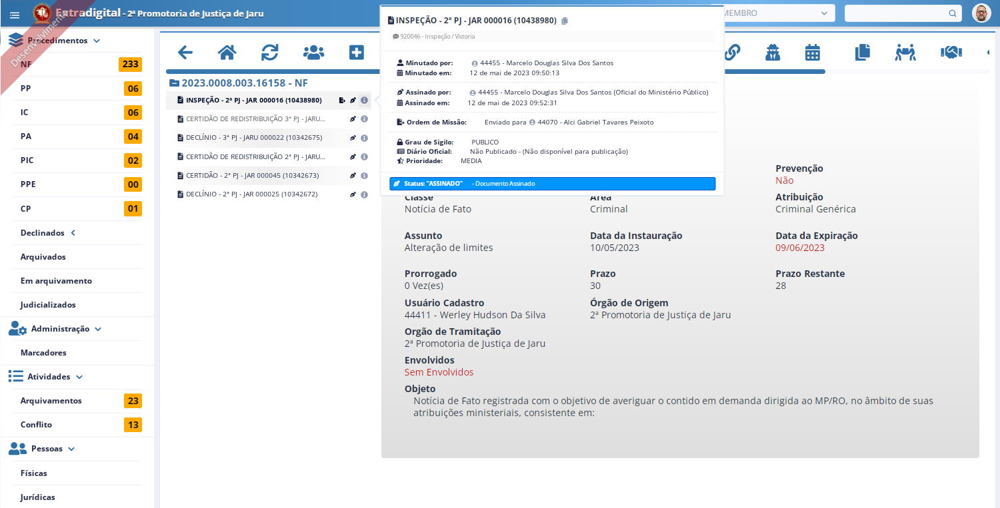 Extradigital - 2ª Promotoria de Justiça de Jaru
MEMBRO
Desenvolvimento
Procedimentos
NF 233
PP 06
IC 06
PA 04
PIC 02
PPE 00
CP 01
Declinados
Arquivados
Em arquivamento
Judicializados
Administração
Marcadores
Atividades
Arquivamentos 23
Conflito 13
Pessoas
Físicas
Jurídicas
2023.0008.003.16158 - NF
INSPEÇÃO - 2ª PJ - JAR 000016 (10438980)
CERTIDÃO DE REDISTRIBUIÇÃO 3ª PJ - JARU...
DECLÍNIO - 3ª PJ - JARU 000022 (10342675)
CERTIDÃO DE REDISTRIBUIÇÃO 2ª PJ - JARU...
CERTIDÃO - 2ª PJ - JAR 000045 (10342673)
DECLÍNIO - 2ª PJ - JAR 000025 (10342672)
INSPEÇÃO - 2ª PJ - JAR 000016 (10438980)
920046 - Inspeção / Vistoria
Minutado por: 44455 - Marcelo Douglas Silva Dos Santos
Minutado em: 12 de mai de 2023 09:50:13
Assinado por: 44455 - Marcelo Douglas Silva Dos Santos (Oficial do Ministério Público)
Assinado em: 12 de mai de 2023 09:52:31
Ordem de Missão: Enviado para 44070 - Alci Gabriel Tavares Peixoto
Grau de Sigilo: PUBLICO
Diário Oficial: Não Publicado - (Não disponível para publicação)
Prioridade: MEDIA
Status: "ASSINADO" - Documento Assinado
Prevenção
Não
Classe Área Atribuição
Notícia de Fato Criminal Criminal Genérica
Assunto Data da Instauração Data da Expiração
Alteração de limites 10/05/2023 09/06/2023
Prorrogado Prazo Prazo Restante
0 Vez(es) 30 28
Usuário Cadastro Órgão de Origem
44411 - Werley Hudson Da Silva 2ª Promotoria de Justiça de Jaru
Orgão de Tramitação
2ª Promotoria de Justiça de Jaru
Envolvidos
Sem Envolvidos
Objeto
Notícia de Fato registrada com o objetivo de averiguar o contido em demanda dirigida ao MP/RO, no âmbito de suas
atribuições ministeriais, consistente em: